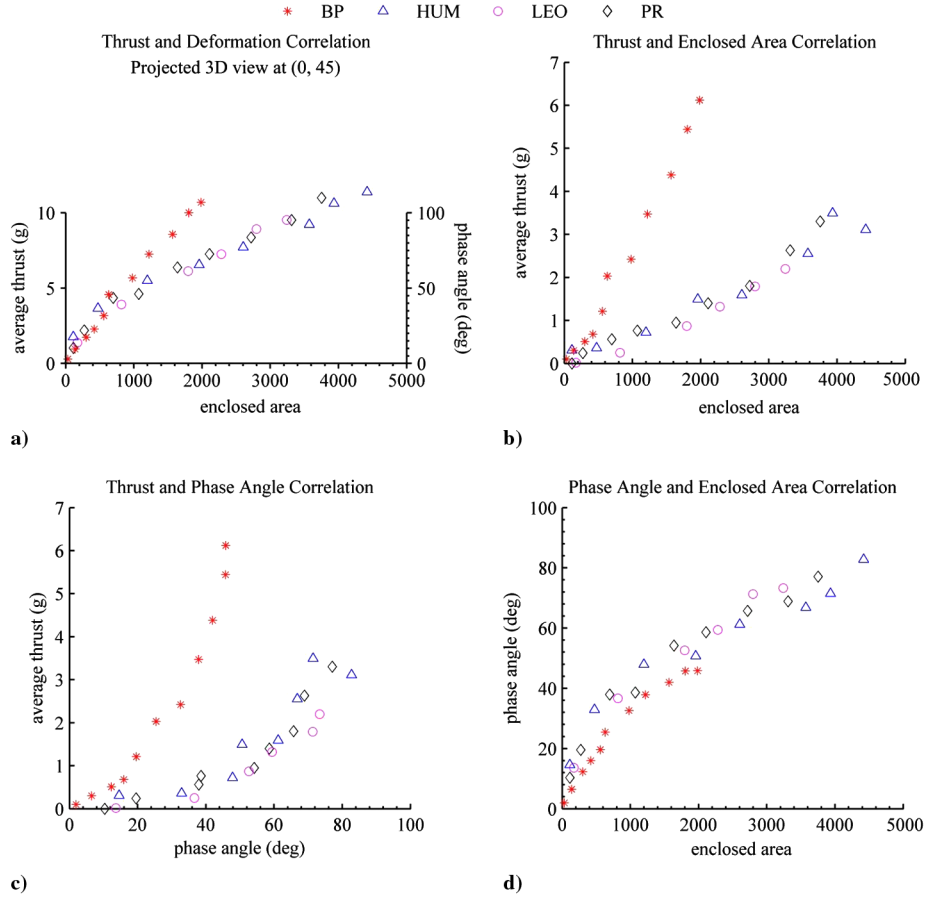 BP HUM LEO PR
Thrust and Deformation Correlation
Projected 3D view at (0, 45)
average thrust (g)
10
5
0
100
50
0
phase angle (deg)
0 1000 2000 3000 4000 5000
enclosed area
a)
Thrust and Enclosed Area Correlation
average thrust (g)
7
6
5
4
3
2
1
0
0 1000 2000 3000 4000 5000
enclosed area
b)
Thrust and Phase Angle Correlation
average thrust (g)
7
6
5
4
3
2
1
0
0 20 40 60 80 100
phase angle (deg)
c)
Phase Angle and Enclosed Area Correlation
phase angle (deg)
100
80
60
40
20
0
0 1000 2000 3000 4000 5000
enclosed area
d)